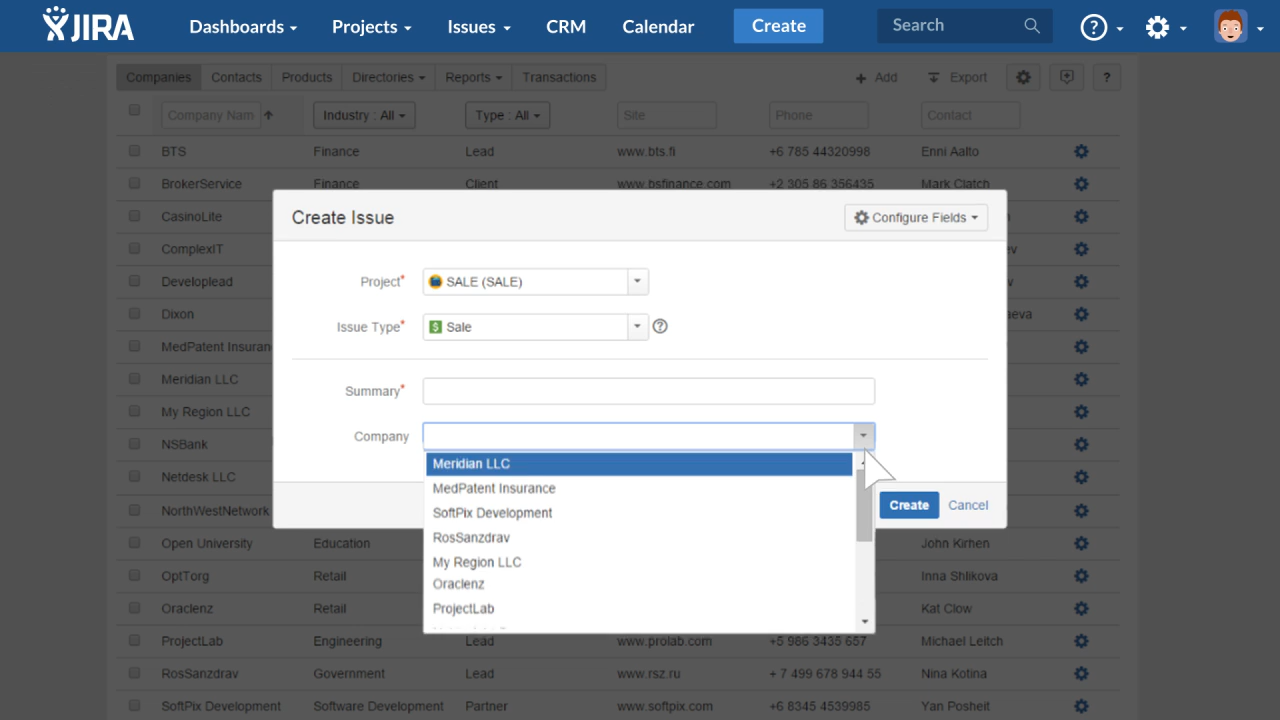 JIRA Dashboards Projects Issues CRM Calendar Create Search ?
Companies Contacts Products Directories Reports Transactions Add Export ?
Company Nam Industry : All Type : All Site Phone Contact
BTS Finance Lead www.bts.fi +6 785 44320998 Enni Aalto
BrokerService Finance Client www.bsfinance.com +2 305 86 356435 Mark Clatch
CasinoLite
ComplexIT
Developlead
Dixon aeva
MedPatent Insuran
Meridian LLC
My Region LLC
NSBank
Netdesk LLC
NorthWestNetwork
Open University Education John Kirhen
OptTorg Retail Inna Shlikova
Oraclenz Retail Kat Clow
ProjectLab Engineering Lead www.prolab.com +5 986 3435 657 Michael Leitch
RosSanzdrav Government Lead www.rsz.ru + 7 499 678 944 55 Nina Kotina
SoftPix Development Software Development Partner www.softpix.com +6 8345 4539985 Yan Posheit
Create Issue Configure Fields
Project* SALE (SALE)
Issue Type* $ Sale ?
Summary*
Company
Meridian LLC
MedPatent Insurance
SoftPix Development
RosSanzdrav
My Region LLC
Oraclenz
ProjectLab
Create Cancel